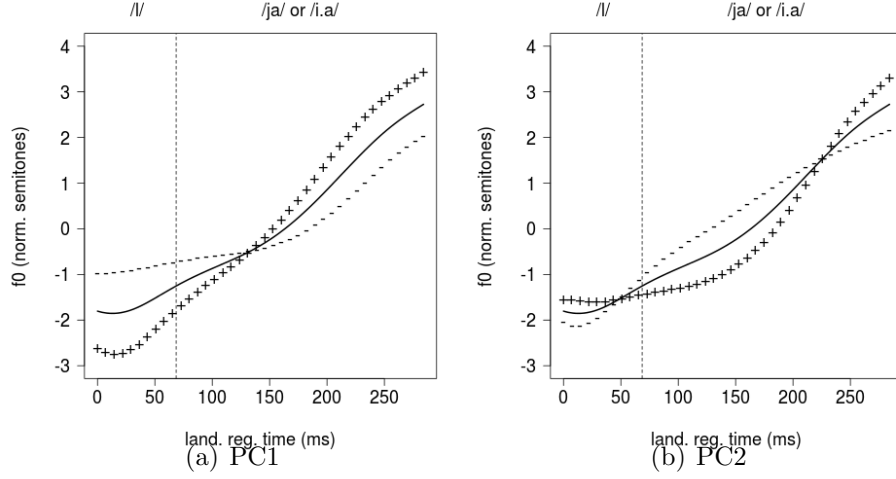 /l/ /ja/ or /i.a/ /l/ /ja/ or /i.a/
f0 (norm. semitones)
4
3
2
1
0
-1
-2
-3
0 50 100 150 200 250
land. reg. time (ms)
(a) PC1
f0 (norm. semitones)
4
3
2
1
0
-1
-2
-3
0 50 100 150 200 250
land. reg. time (ms)
(b) PC2